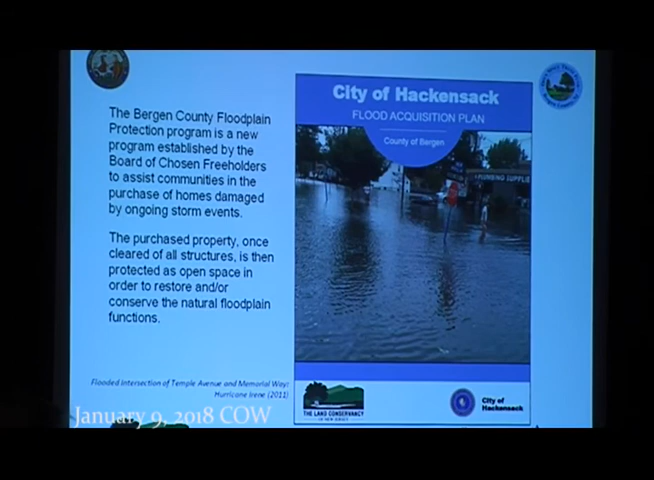 The Bergen County Floodplain
Protection program is a new
program established by the
Board of Chosen Freeholders
to assist communities in the
purchase of homes damaged
by ongoing storm events.
The purchased property, once
cleared of all structures, is then
protected as open space in
order to restore and/or
conserve the natural floodplain
functions.
Flooded Intersection of Temple Avenue and Memorial Way:
Hurricane Irene (2011)
City of Hackensack
FLOOD ACQUISITION PLAN
County of Bergen
THE LAND CONSERVANCY
OF NEW JERSEY
City of
Hackensack
January 9, 2018 COW